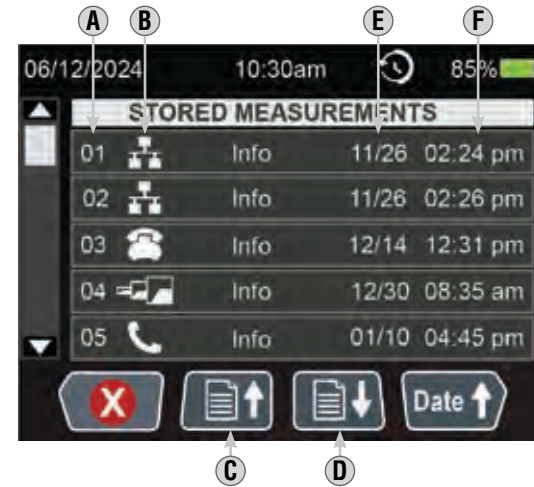 A B E F
06/12/2024 10:30am 85%
STORED MEASUREMENTS
01 Info 11/26 02:24 pm
02 Info 11/26 02:26 pm
03 Info 12/14 12:31 pm
04 Info 12/30 08:35 am
05 Info 01/10 04:45 pm
X Date
C D